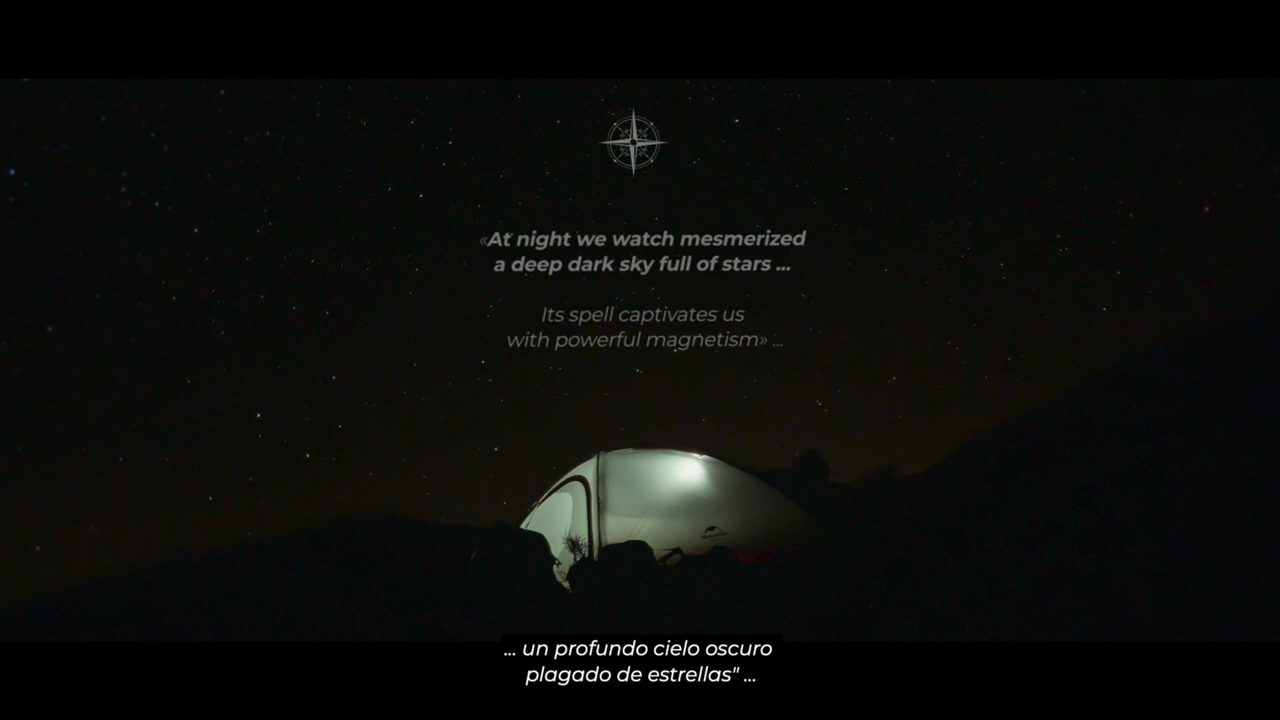 «At night we watch mesmerized
a deep dark sky full of stars ...
Its spell captivates us
with powerful magnetism» ...
... un profundo cielo oscuro
plagado de estrellas" ...